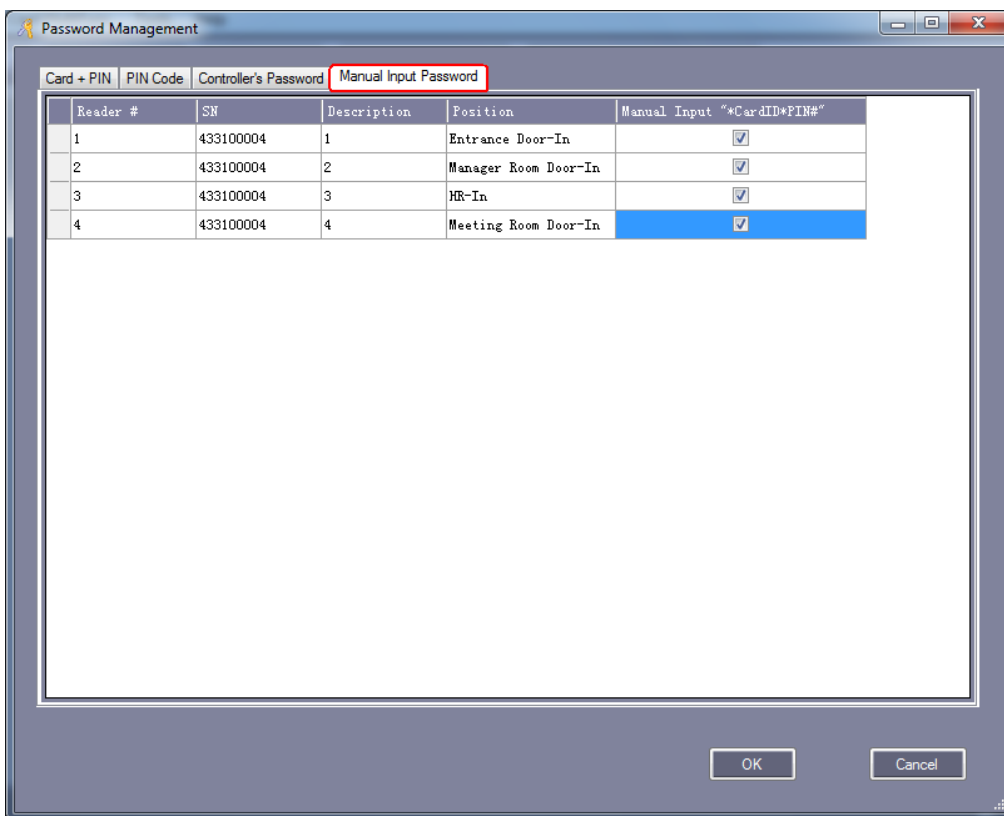 Password Management
Card + PIN PIN Code Controller's Password Manual Input Password
Reader # SN Description Position Manual Input "*CardID*PIN#"
1 433100004 1 Entrance Door-In
2 433100004 2 Manager Room Door-In
3 433100004 3 HR-In
4 433100004 4 Meeting Room Door-In
OK Cancel